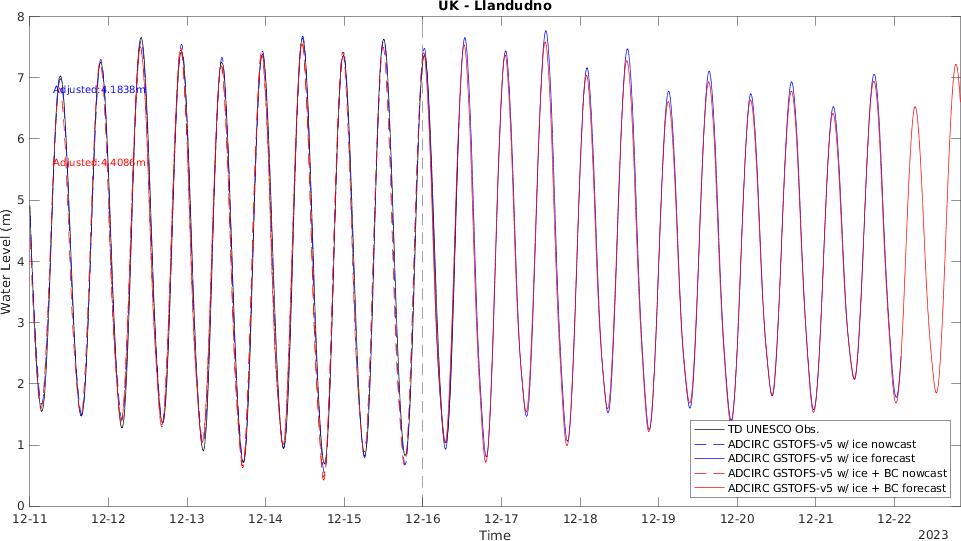 UK - Llandudno
8
7
6
5
4
3
2
1
0
Water Level (m)
Adjusted:4.1838m
Adjusted:4.4086m
TD UNESCO Obs.
ADCIRC GSTOFS-v5 w/ ice nowcast
ADCIRC GSTOFS-v5 w/ ice forecast
ADCIRC GSTOFS-v5 w/ ice + BC nowcast
ADCIRC GSTOFS-v5 w/ ice + BC forecast
12-11 12-12 12-13 12-14 12-15 12-16 12-17 12-18 12-19 12-20 12-21 12-22
Time
2023